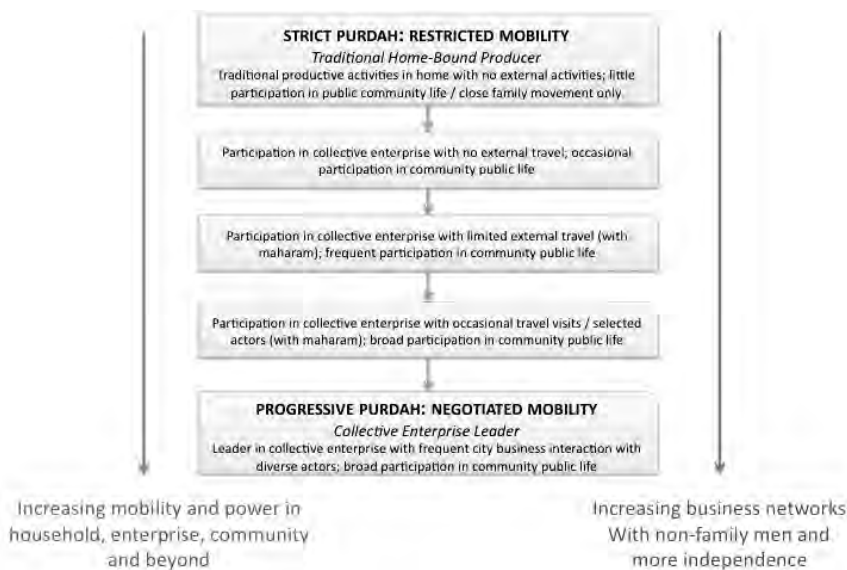 STRICT PURDAH: RESTRICTED MOBILITY
Traditional Home-Bound Producer
Traditional productive activities in home with no external activities; little
participation in public community life / close family movement only
Participation in collective enterprise with no external travel; occasional
participation in community public life
Participation in collective enterprise with limited external travel (with
maharam); frequent participation in community public life
Participation in collective enterprise with occasional travel visits / selected
actors (with maharam); broad participation in community public life
PROGRESSIVE PURDAH: NEGOTIATED MOBILITY
Collective Enterprise Leader
Leader in collective enterprise with frequent city business interaction with
diverse actors; broad participation in community public life
Increasing mobility and power in
household, enterprise, community
and beyond
Increasing business networks
With non-family men and
more independence